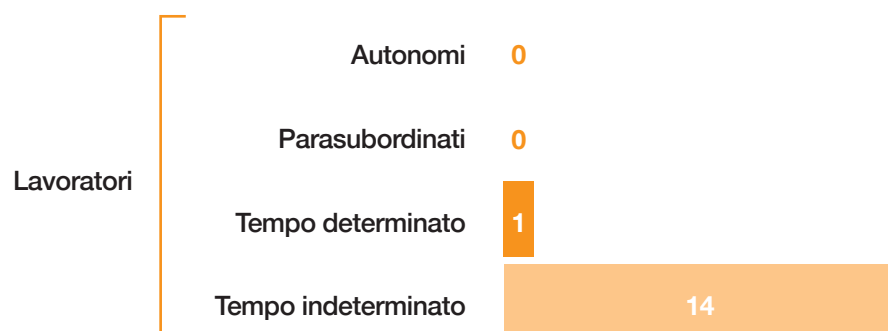 Autonomi 0
Parasubordinati 0
Lavoratori
Tempo determinato 1
Tempo indeterminato 14